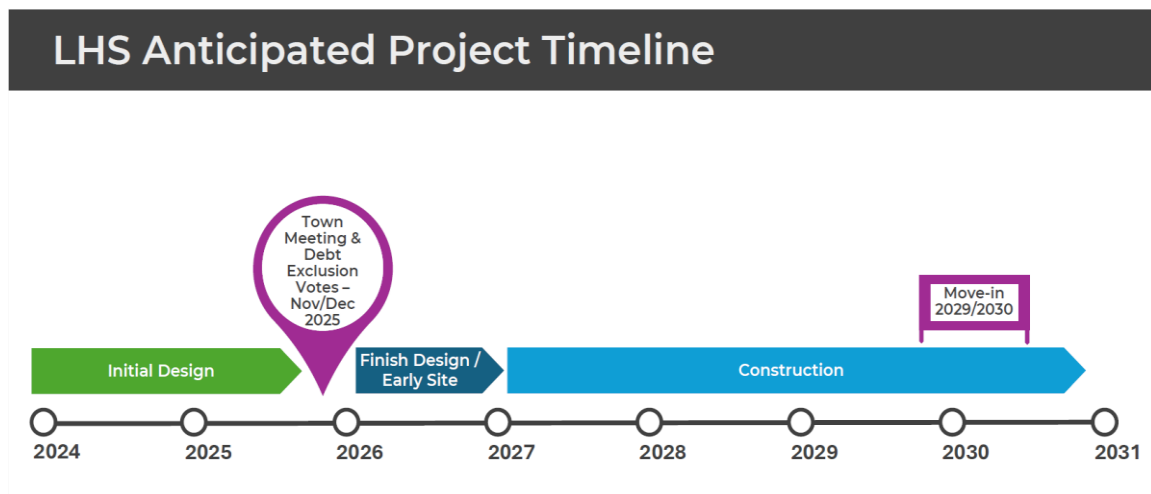 LHS Anticipated Project Timeline
Town
Meeting &
Debt
Exclusion
Votes –
Nov/Dec
2025
Move-in
2029/2030
Initial Design
Finish Design /
Early Site
Construction
2024
2025
2026
2027
2028
2029
2030
2031